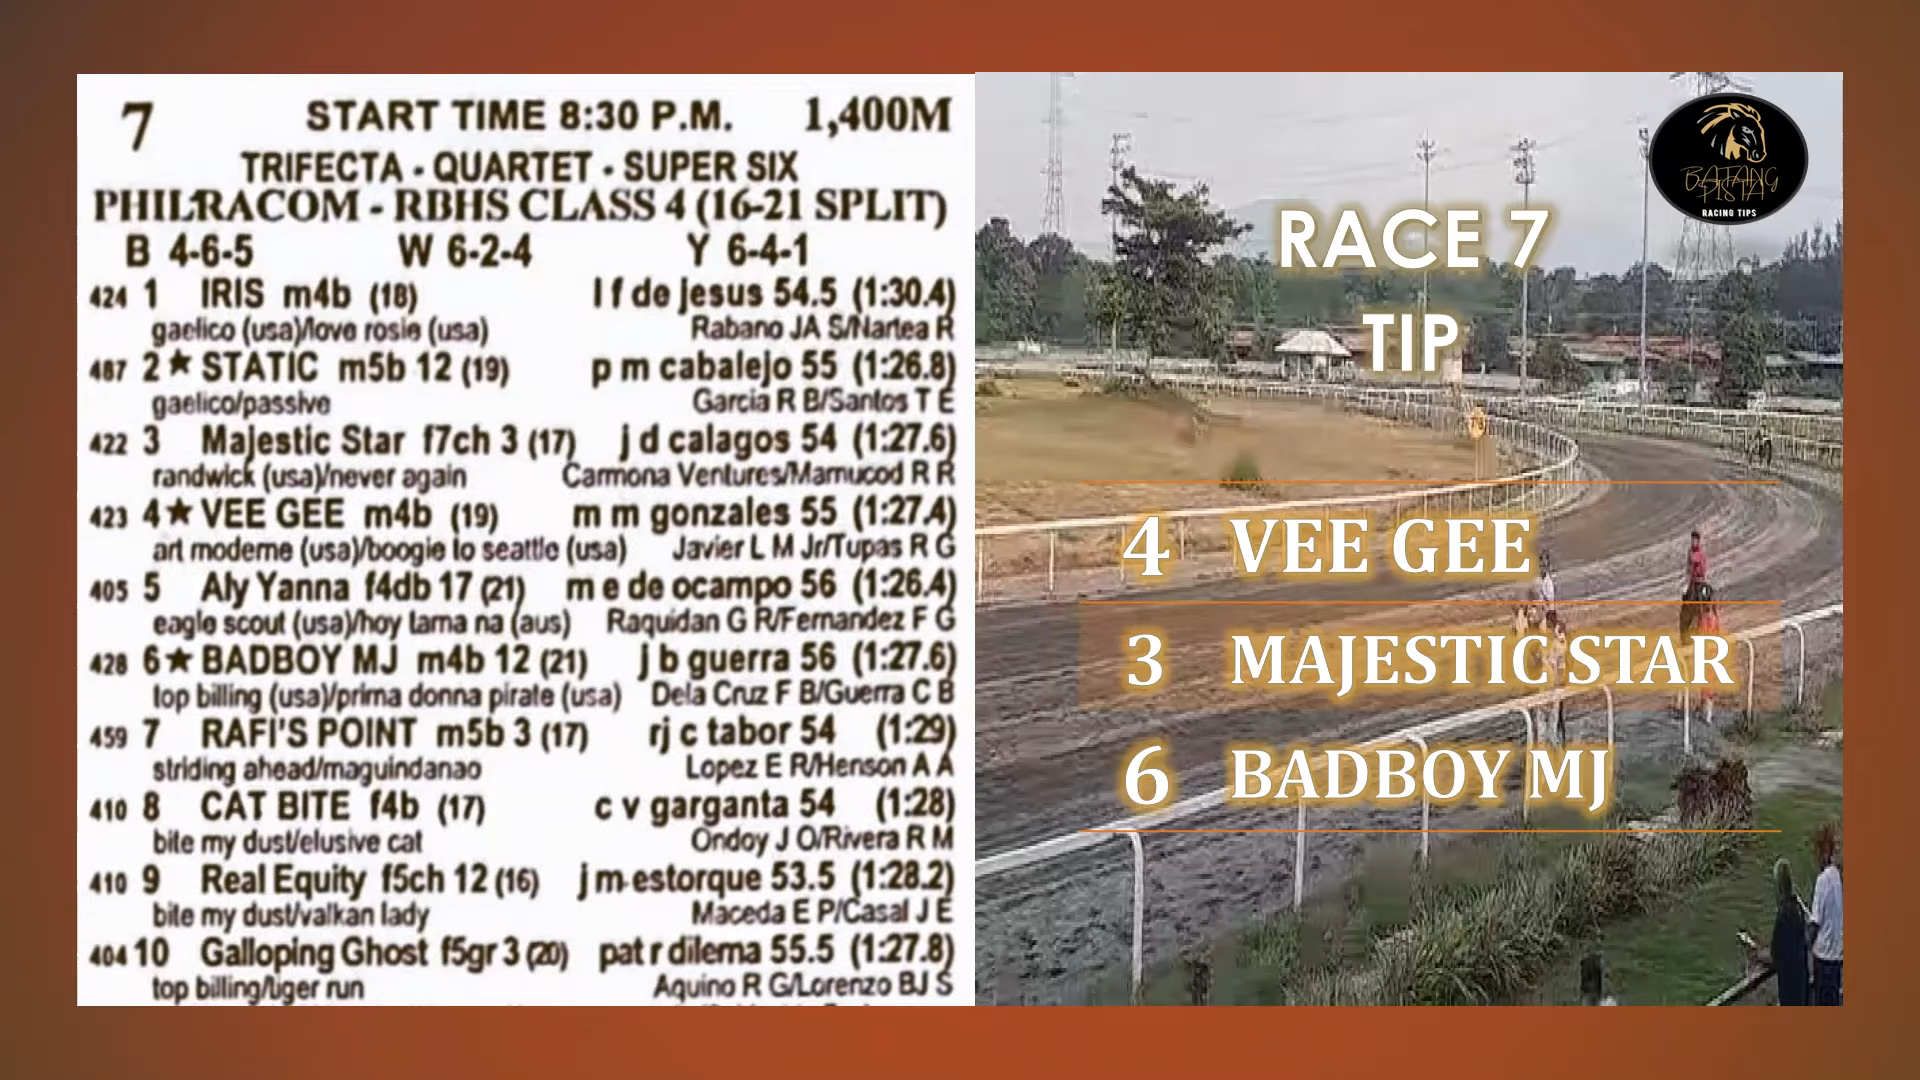 7 START TIME 8:30 P.M. 1,400M
TRIFECTA - QUARTET - SUPER SIX
PHILRACOM - RBHS CLASS 4 (16-21 SPLIT)
B 4-6-5 W 6-2-4 Y 6-4-1
424 1 IRIS m4b (18) l f de jesus 54.5 (1:30.4)
gaelico (usa)/love rosie (usa) Rabano JA S/Nartea R
487 2★ STATIC m5b 12 (19) p m cabalejo 55 (1:26.8)
gaelico/passive Garcia R B/Santos T E
422 3 Majestic Star f7ch 3 (17) j d calagos 54 (1:27.6)
randwick (usa)/never again Carmona Ventures/Mamucod R R
423 4★ VEE GEE m4b (19) m m gonzales 55 (1:27.4)
art moderne (usa)/boogie to seattle (usa) Javier L M Jr/Tupas R G
405 5 Aly Yanna f4db 17 (21) m e de ocampo 56 (1:26.4)
eagle scout (usa)/hoy tama na (aus) Raquidan G R/Fernandez F G
428 6★ BADBOY MJ m4b 12 (21) j b guerra 56 (1:27.6)
top billing (usa)/prima donna pirate (usa) Dela Cruz F B/Guerra C B
459 7 RAFI'S POINT m5b 3 (17) rj c tabor 54 (1:29)
striding ahead/maguindanao Lopez E R/Henson A A
410 8 CAT BITE f4b (17) c v garganta 54 (1:28)
bite my dust/elusive cat Ondoy J O/Rivera R M
410 9 Real Equity f5ch 12 (16) j m estorque 53.5 (1:28.2)
bite my dust/valkan lady Maceda E P/Casal J E
404 10 Galloping Ghost f5gr 3 (20) pat r dilema 55.5 (1:27.8)
top billing/tiger run Aquino R G/Lorenzo BJ S
BATANG
PISTA
RACING TIPS
RACE 7
TIP
4 VEE GEE
3 MAJESTIC STAR
6 BADBOY MJ